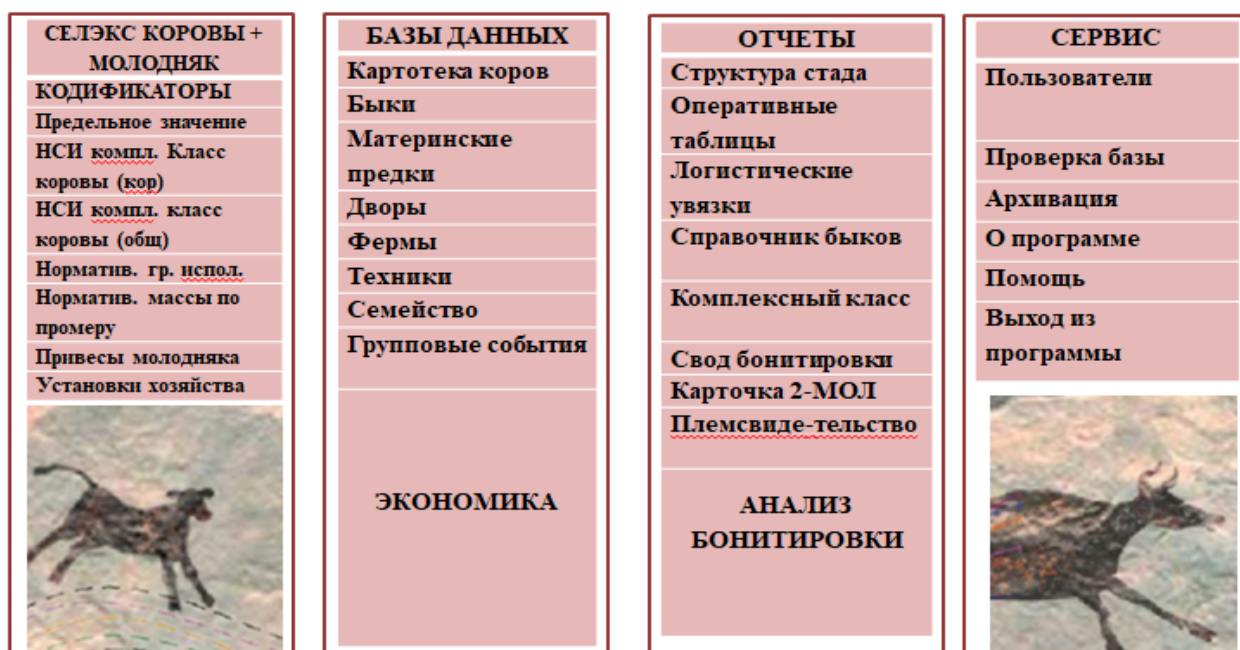 СЕЛЭКС КОРОВЫ +
МОЛОДНЯК
КОДИФИКАТОРЫ
Предельное значение
НСИ компл. Класс
коровы (кор)
НСИ компл. класс
коровы (общ)
Норматив. гр. испол.
Норматив. массы по
промеру
Привесы молодняка
Установки хозяйства
БАЗЫ ДАННЫХ
Картотека коров
Быки
Материнские
предки
Дворы
Фермы
Техники
Семейство
Групповые события
ЭКОНОМИКА
ОТЧЕТЫ
Структура стада
Оперативные
таблицы
Логистические
увязки
Справочник быков
Комплексный класс
Свод бонитировки
Карточка 2-МОЛ
Племсвиде-тельство
АНАЛИЗ
БОНИТИРОВКИ
СЕРВИС
Пользователи
Проверка базы
Архивация
О программе
Помощь
Выход из
программы